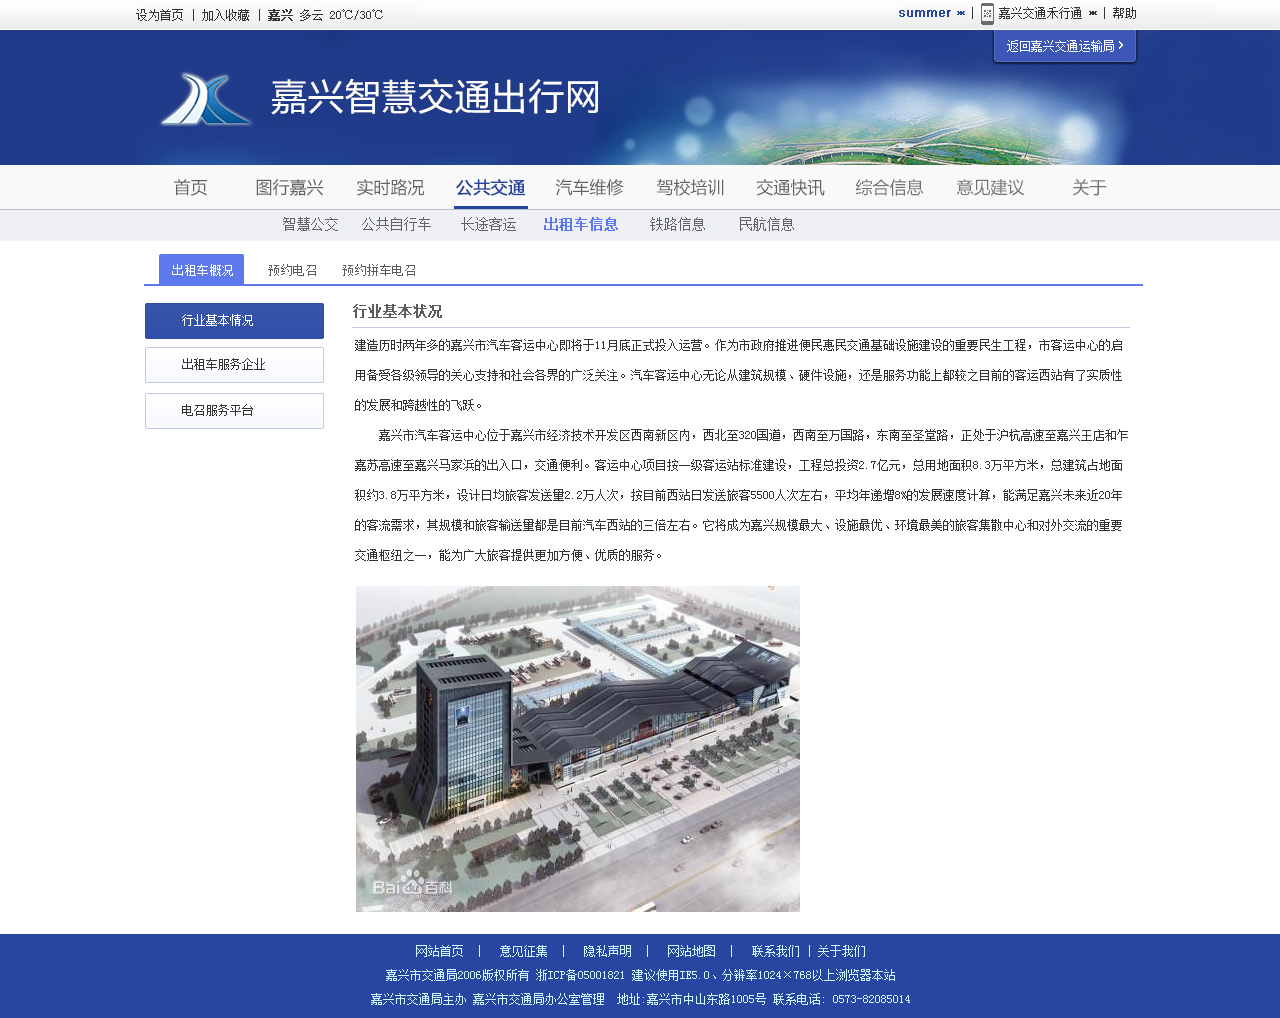 设为首页 | 加入收藏 | 嘉兴 多云 20℃/30℃
summer | 嘉兴交通禾行通 | 帮助
返回嘉兴交通运输局
嘉兴智慧交通出行网
首页 图行嘉兴 实时路况 公共交通 汽车维修 驾校培训 交通快讯 综合信息 意见建议 关于
智慧公交 公共自行车 长途客运 出租车信息 铁路信息 民航信息
出租车概况 预约电召 预约拼车电召
行业基本情况
出租车服务企业
电召服务平台
行业基本状况
建造历时两年多的嘉兴市汽车客运中心即将于11月底正式投入运营。作为市政府推进便民惠民交通基础设施建设的重要民生工程，市客运中心的启
用备受各级领导的关心支持和社会各界的广泛关注。汽车客运中心无论从建筑规模、硬件设施，还是服务功能上都较之目前的客运西站有了实质性
的发展和跨越性的飞跃。
嘉兴市汽车客运中心位于嘉兴市经济技术开发区西南新区内，西北至320国道，西南至万国路，东南至圣堂路，正处于沪杭高速至嘉兴王店和乍
嘉苏高速至嘉兴马家浜的出入口，交通便利。客运中心项目按一级客运站标准建设，工程总投资2.7亿元，总用地面积8.3万平方米，总建筑占地面
积约3.8万平方米，设计日均旅客发送量2.2万人次，按目前西站日发送旅客5500人次左右，平均年递增8%的发展速度计算，能满足嘉兴未来近20年
的客流需求，其规模和旅客输送量都是目前汽车西站的三倍左右。它将成为嘉兴规模最大、设施最优、环境最美的旅客集散中心和对外交流的重要
交通枢纽之一，能为广大旅客提供更加方便、优质的服务。
Baidu百科
网站首页 | 意见征集 | 隐私声明 | 网站地图 | 联系我们 | 关于我们
嘉兴市交通局2006版权所有 浙ICP备05001821 建议使用IE5.0、分辨率1024×768以上浏览器本站
嘉兴市交通局主办 嘉兴市交通局办公室管理 地址:嘉兴市中山东路1005号 联系电话: 0573-82085014